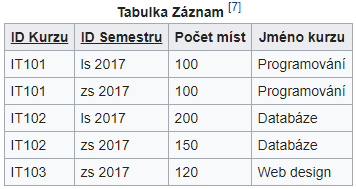 Tabulka Záznam [7]
ID Kurzu ID Semestru Počet míst Jméno kurzu
IT101 ls 2017 100 Programování
IT101 zs 2017 100 Programování
IT102 ls 2017 200 Databáze
IT102 zs 2017 150 Databáze
IT103 zs 2017 120 Web design